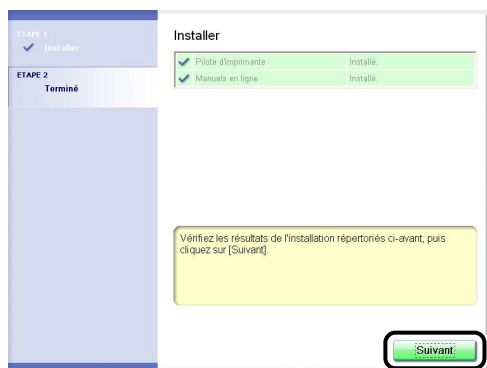 ETAPE 1
Installer
ETAPE 2
Terminé
Installer
Pilote d'imprimante Installé.
Manuels en ligne Installé.
Vérifiez les résultats de l'installation répertoriés ci-avant, puis
cliquez sur [Suivant].
Suivant